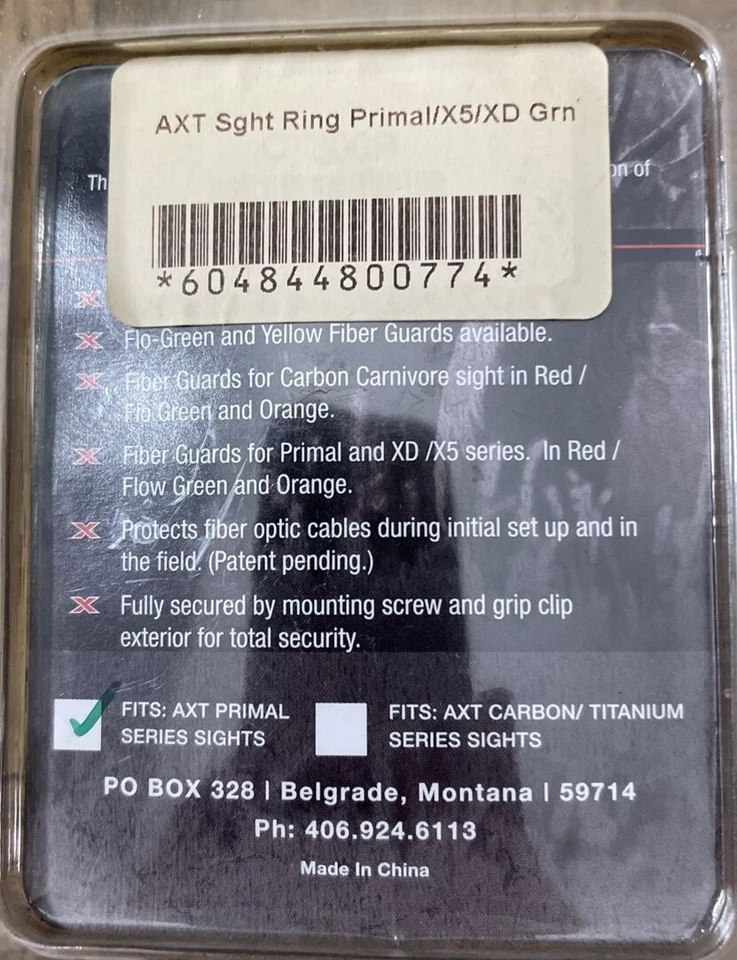 AXT Sght Ring Primal/X5/XD Grn
Th
on of
*604844800774*
Flo-Green and Yellow Fiber Guards available.
Fiber Guards for Carbon Carnivore sight in Red /
Flo Green and Orange.
Fiber Guards for Primal and XD /X5 series. In Red /
Flow Green and Orange.
Protects fiber optic cables during initial set up and in
the field. (Patent pending.)
Fully secured by mounting screw and grip clip
exterior for total security.
FITS: AXT PRIMAL
SERIES SIGHTS
FITS: AXT CARBON/ TITANIUM
SERIES SIGHTS
PO BOX 328 | Belgrade, Montana | 59714
Ph: 406.924.6113
Made In China